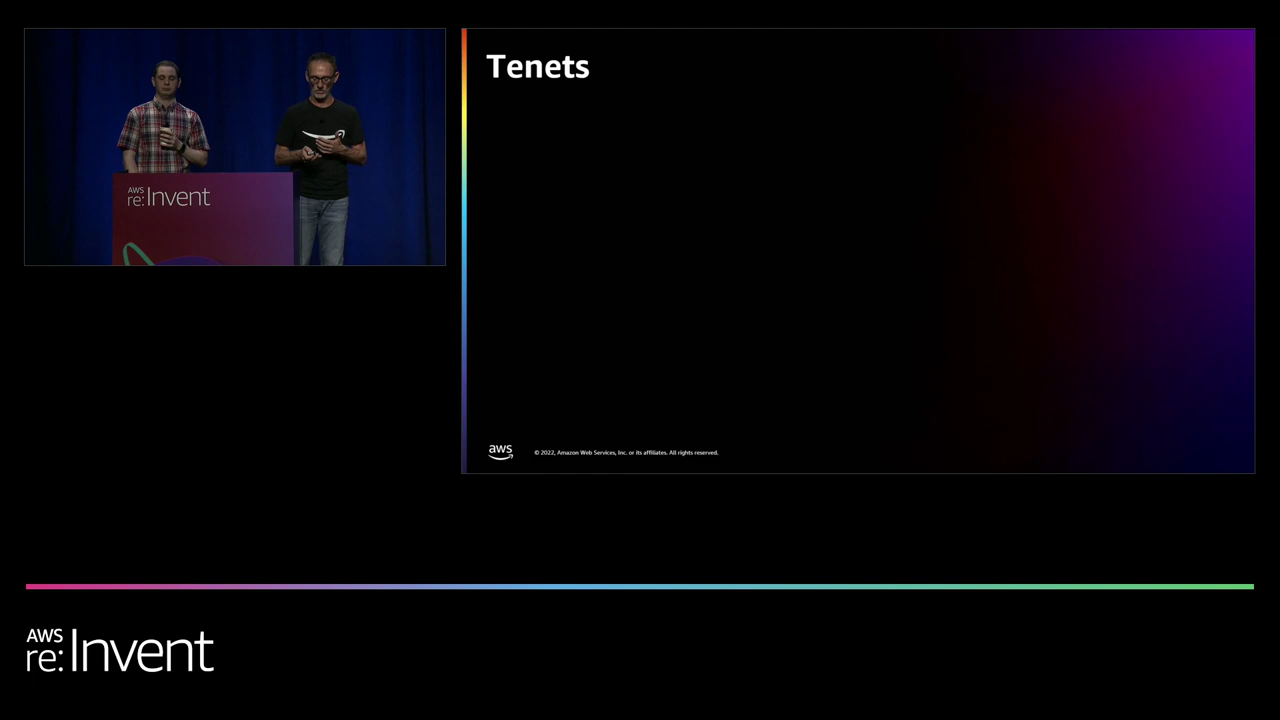 AWS
re:Invent
Tenets
aws
© 2022, Amazon Web Services, Inc. or its affiliates. All rights reserved.
AWS
re:Invent